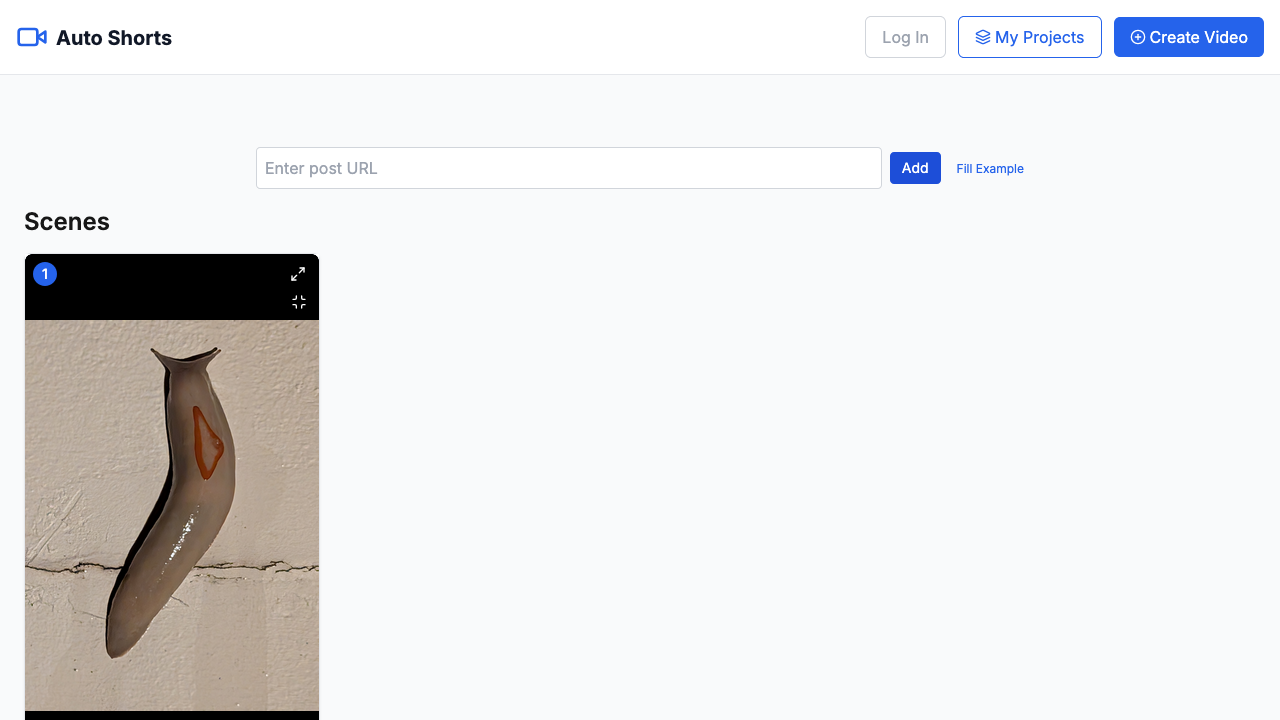 Auto Shorts
Log In
My Projects
Create Video
Enter post URL
Add
Fill Example
Scenes
1